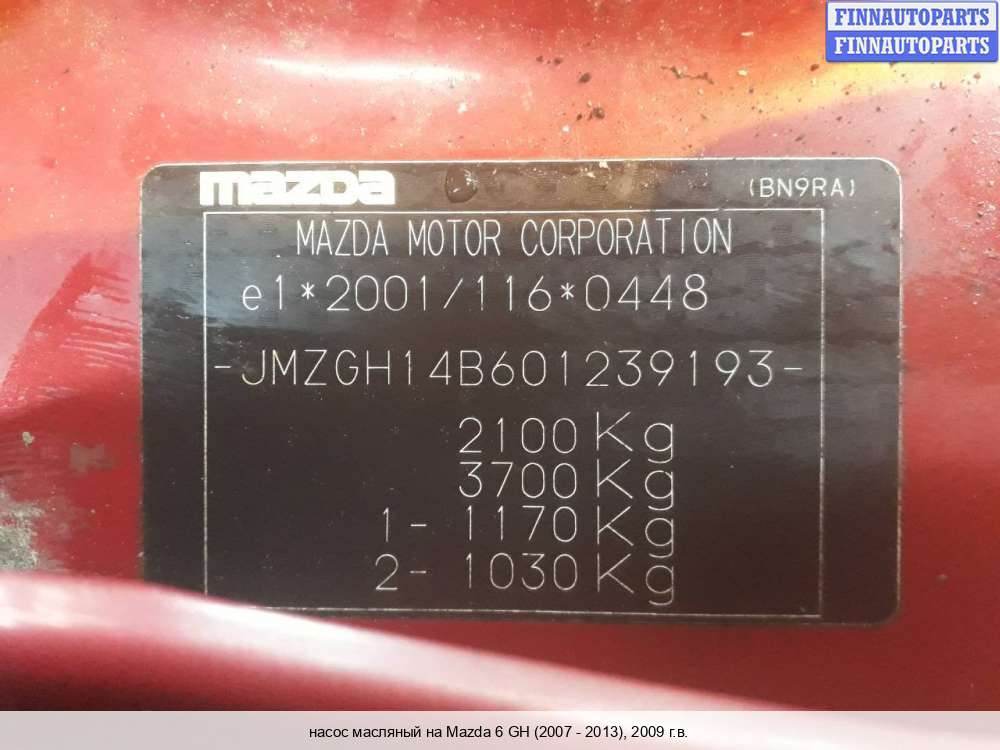 FINNAUTOPARTS
FINNAUTOPARTS
mazda (BN9RA)
MAZDA MOTOR CORPORATION
e1*2001/116*0448
-JMZGH14B601239193-
2100Kg
3700Kg
1- 1170Kg
2- 1030Kg
насос масляный на Mazda 6 GH (2007 - 2013), 2009 г.в.